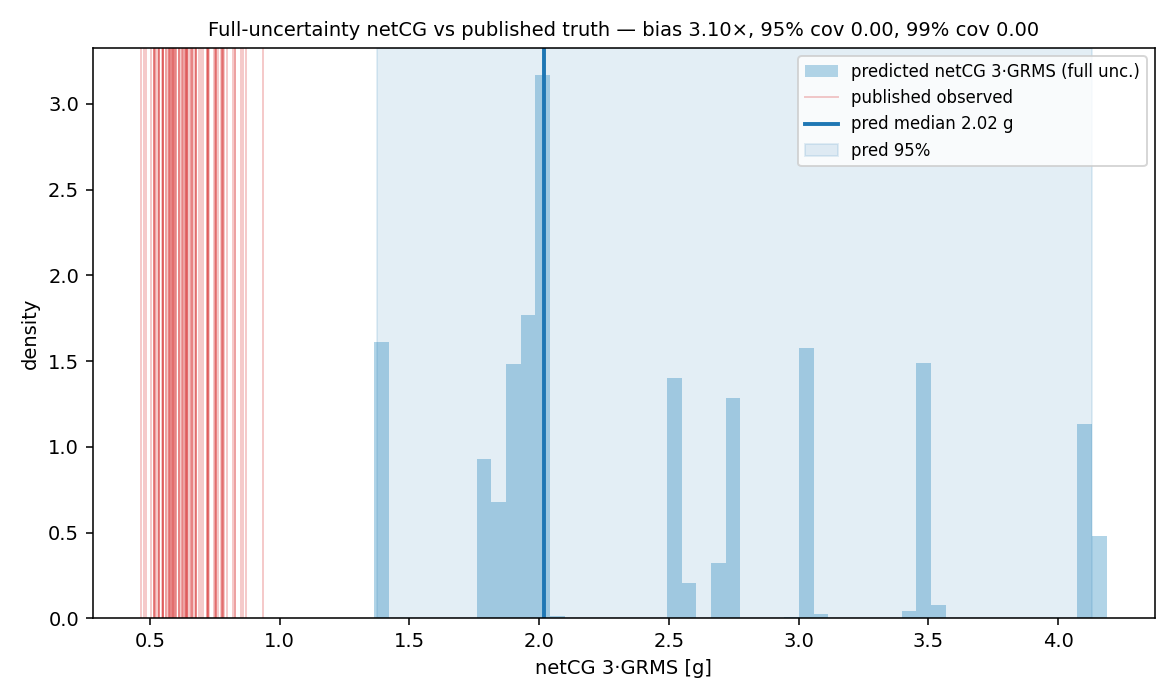 Full-uncertainty netCG vs published truth — bias 3.10×, 95% cov 0.00, 99% cov 0.00
predicted netCG 3·GRMS (full unc.)
published observed
pred median 2.02 g
pred 95%
density
3.0
2.5
2.0
1.5
1.0
0.5
0.0
0.5 1.0 1.5 2.0 2.5 3.0 3.5 4.0
netCG 3·GRMS [g]